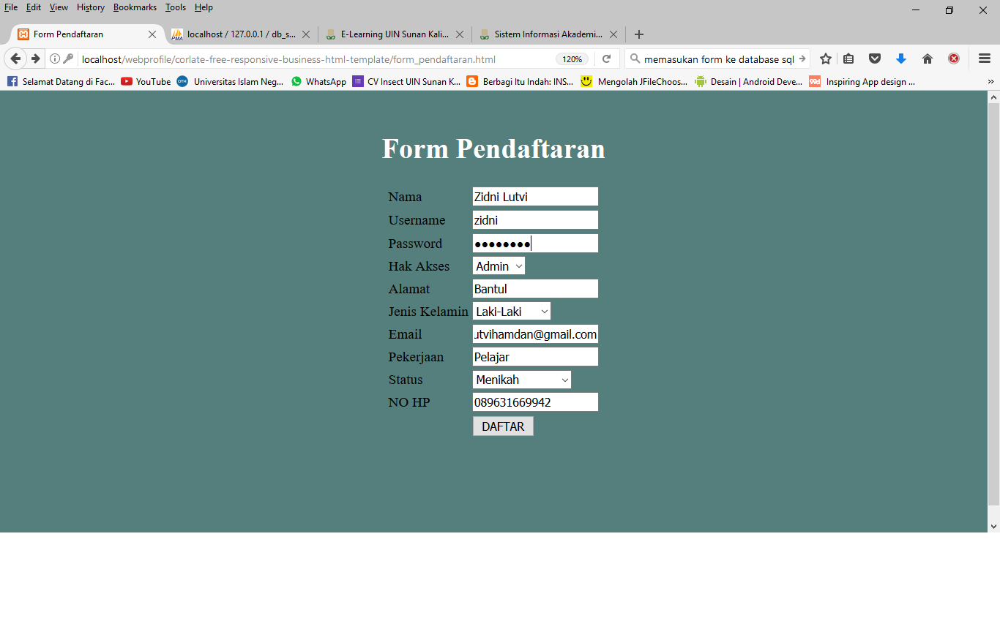 File Edit View History Bookmarks Tools Help
Form Pendaftaran
localhost / 127.0.0.1 / db_s...
E-Learning UIN Sunan Kali...
Sistem Informasi Akademi...
localhost/webprofile/corlate-free-responsive-business-html-template/form_pendaftaran.html
120%
memasukan form ke database sql
Selamat Datang di Fac... YouTube Universitas Islam Neg... WhatsApp CV Insect UIN Sunan K... Berbagi Itu Indah: INS... Mengolah JFileChoos... Desain | Android Deve... Inspiring App design ...
Form Pendaftaran
Nama Zidni Lutvi
Username zidni
Password ●●●●●●●●
Hak Akses Admin
Alamat Bantul
Jenis Kelamin Laki-Laki
Email utvihamdan@gmail.com
Pekerjaan Pelajar
Status Menikah
NO HP 089631669942
DAFTAR